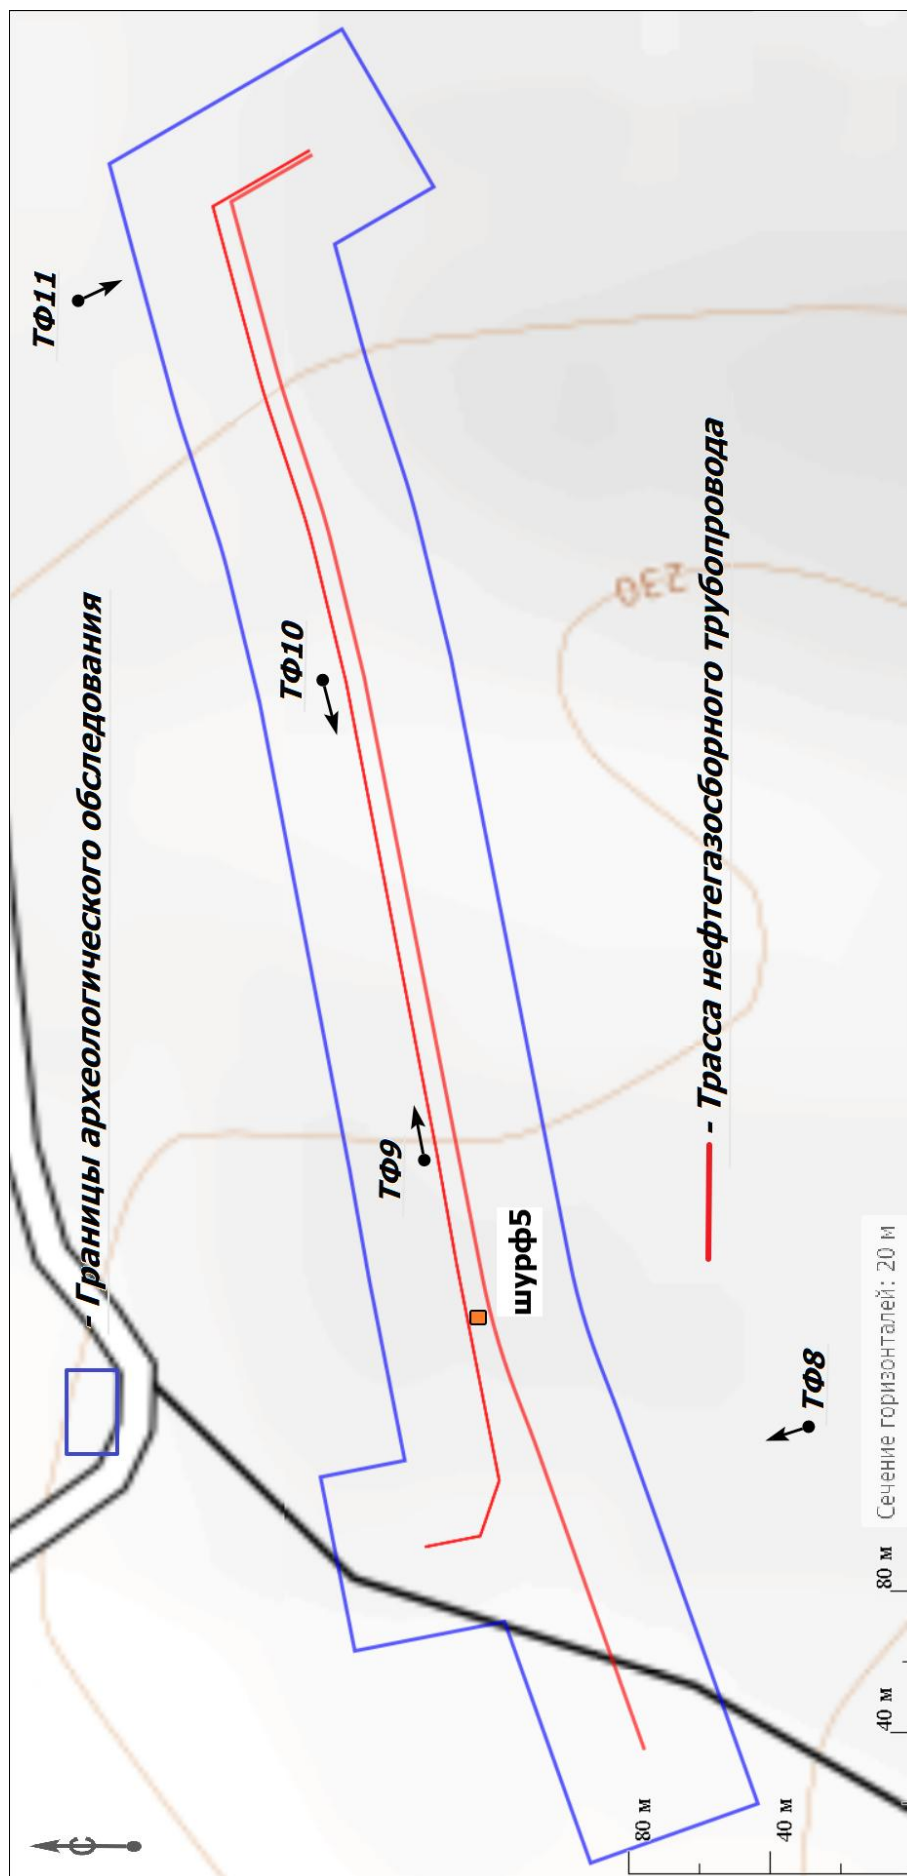 - Границы археологического обследования
ТФ11
ТФ10
ТФ9
шурф5
230
- Трасса нефтегазосборного трубопровода
ТФ8
Сечение горизонталей: 20 м
80 м
40 м
80 м
40 м
С